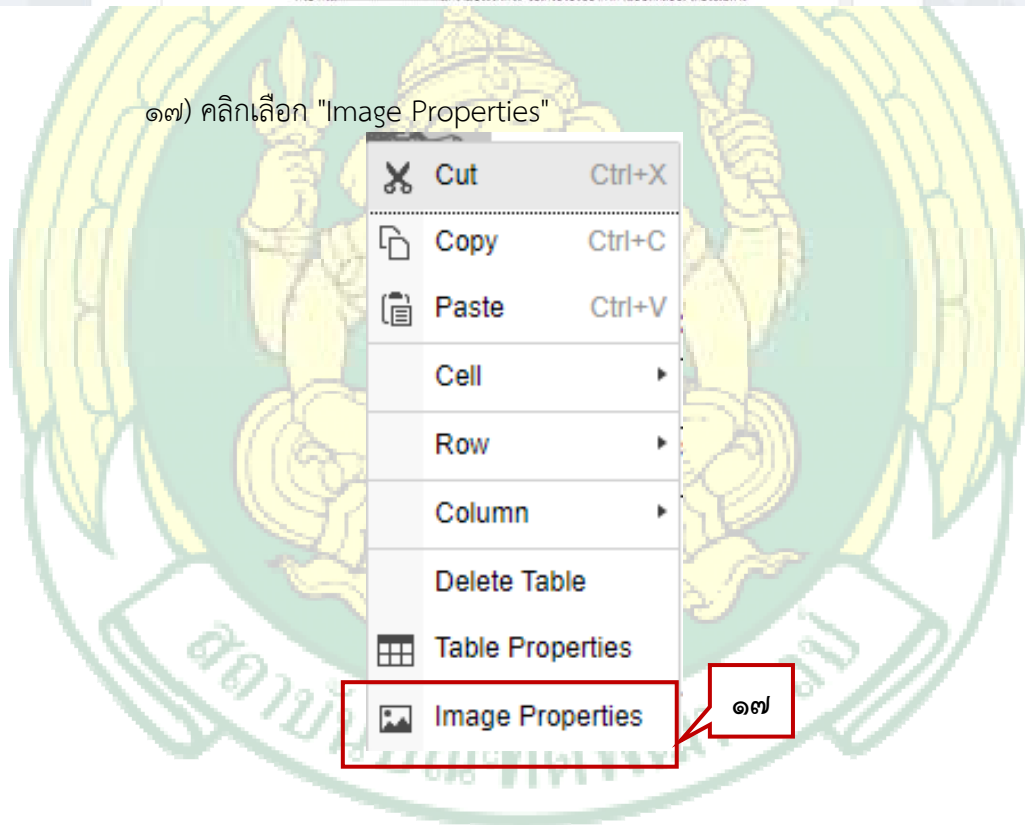 ๑๗) คลิกเลือก "Image Properties"
Cut Ctrl+X
Copy Ctrl+C
Paste Ctrl+V
Cell
Row
Column
Delete Table
Table Properties
Image Properties
๑๗